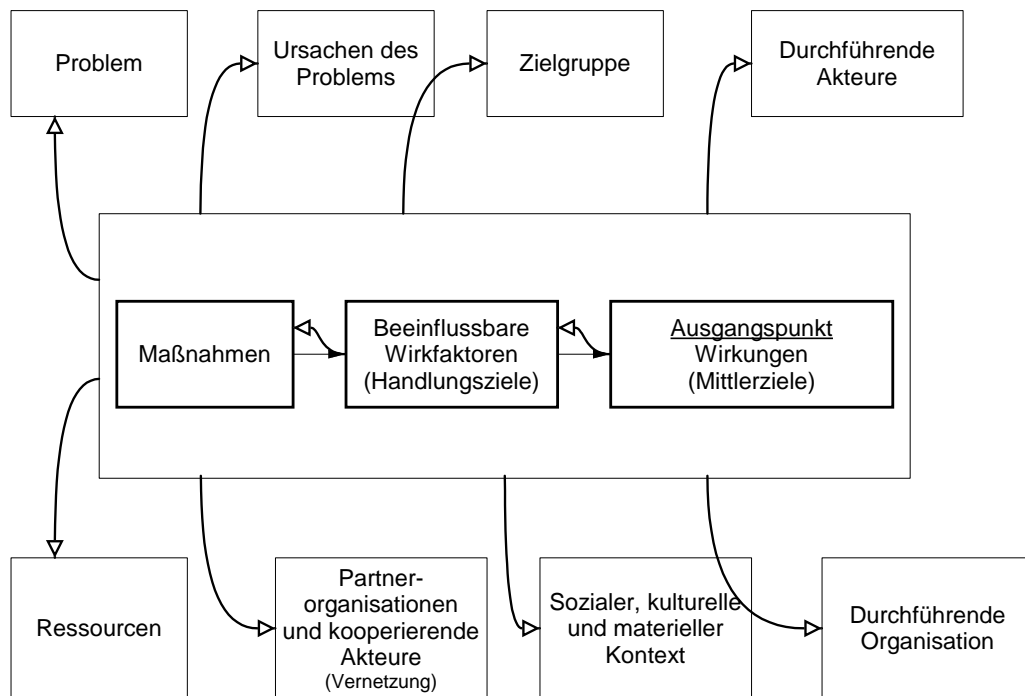 Problem
Ursachen des
Problems
Zielgruppe
Durchführende
Akteure
Maßnahmen
Beeinflussbare
Wirkfaktoren
(Handlungsziele)
Ausgangspunkt
Wirkungen
(Mittlerziele)
Ressourcen
Partner-
organisationen
und kooperierende
Akteure
(Vernetzung)
Sozialer, kulturelle
und materieller
Kontext
Durchführende
Organisation